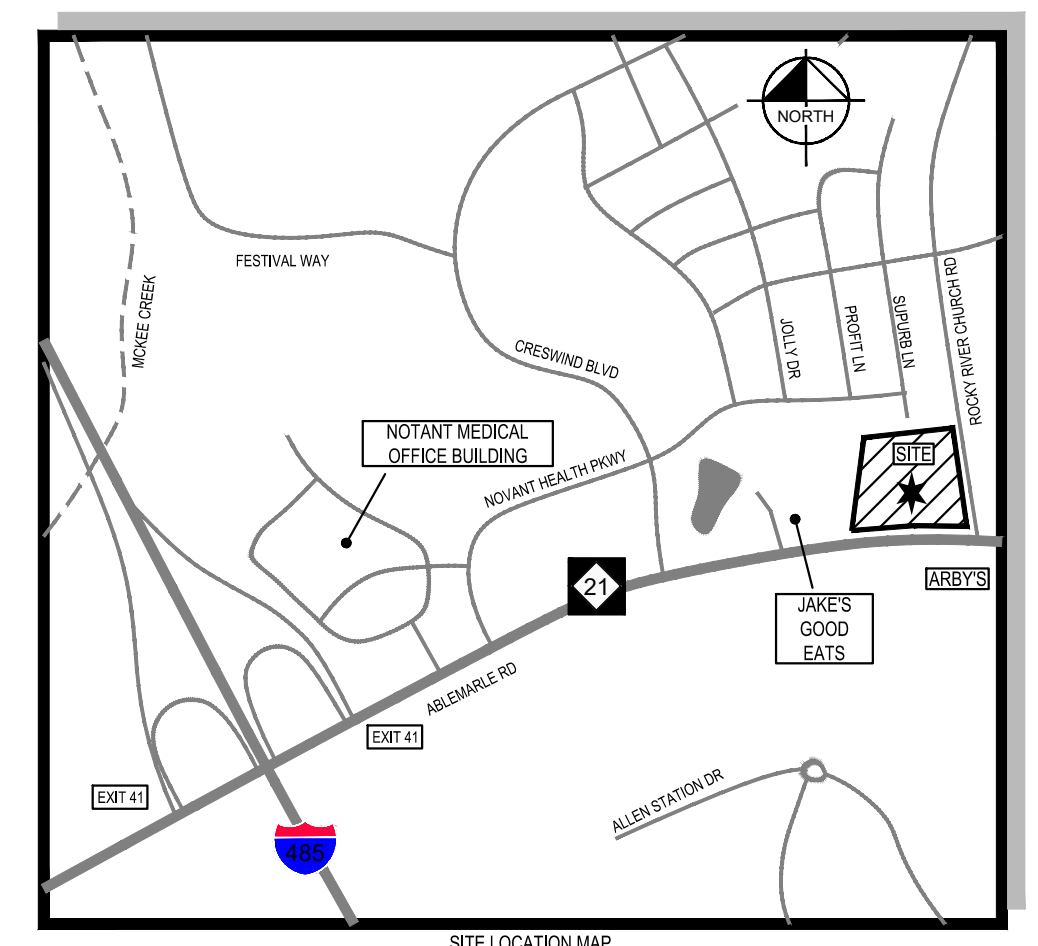 NORTH
FESTIVAL WAY
MCKEE CREEK
CRESWIND BLVD
JOLLY DR
PROFIT LN
SUPURB LN
ROCKY RIVER CHURCH RD
NOTANT MEDICAL
OFFICE BUILDING
NOVANT HEALTH PKWY
SITE
21
ARBY'S
JAKE'S
GOOD
EATS
ABLEMARLE RD
EXIT 41
EXIT 41
ALLEN STATION DR
485
SITE LOCATION MAP